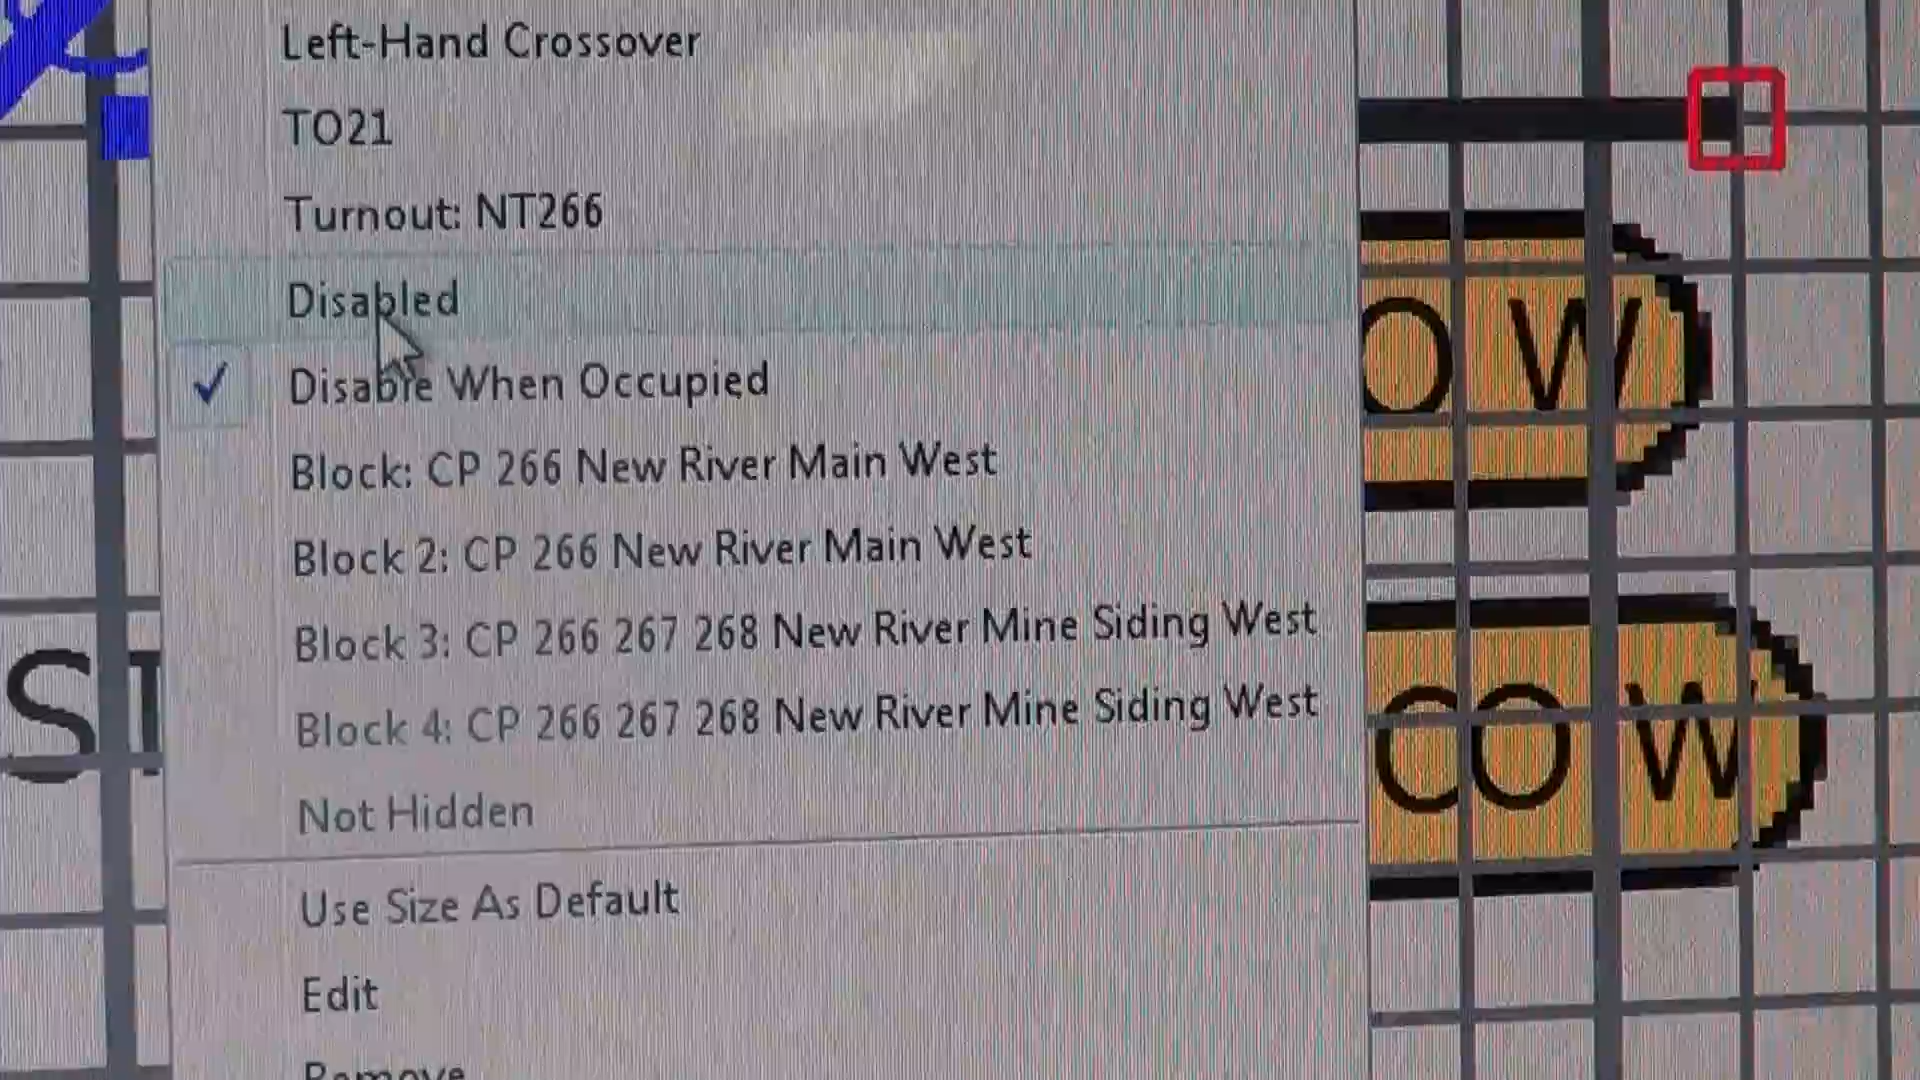 Left-Hand Crossover
TO21
Turnout: NT266
Disabled
Disable When Occupied
Block: CP 266 New River Main West
Block 2: CP 266 New River Main West
Block 3: CP 266 267 268 New River Mine Siding West
Block 4: CP 266 267 268 New River Mine Siding West
Not Hidden
Use Size As Default
Edit
Remove
O W
CO W